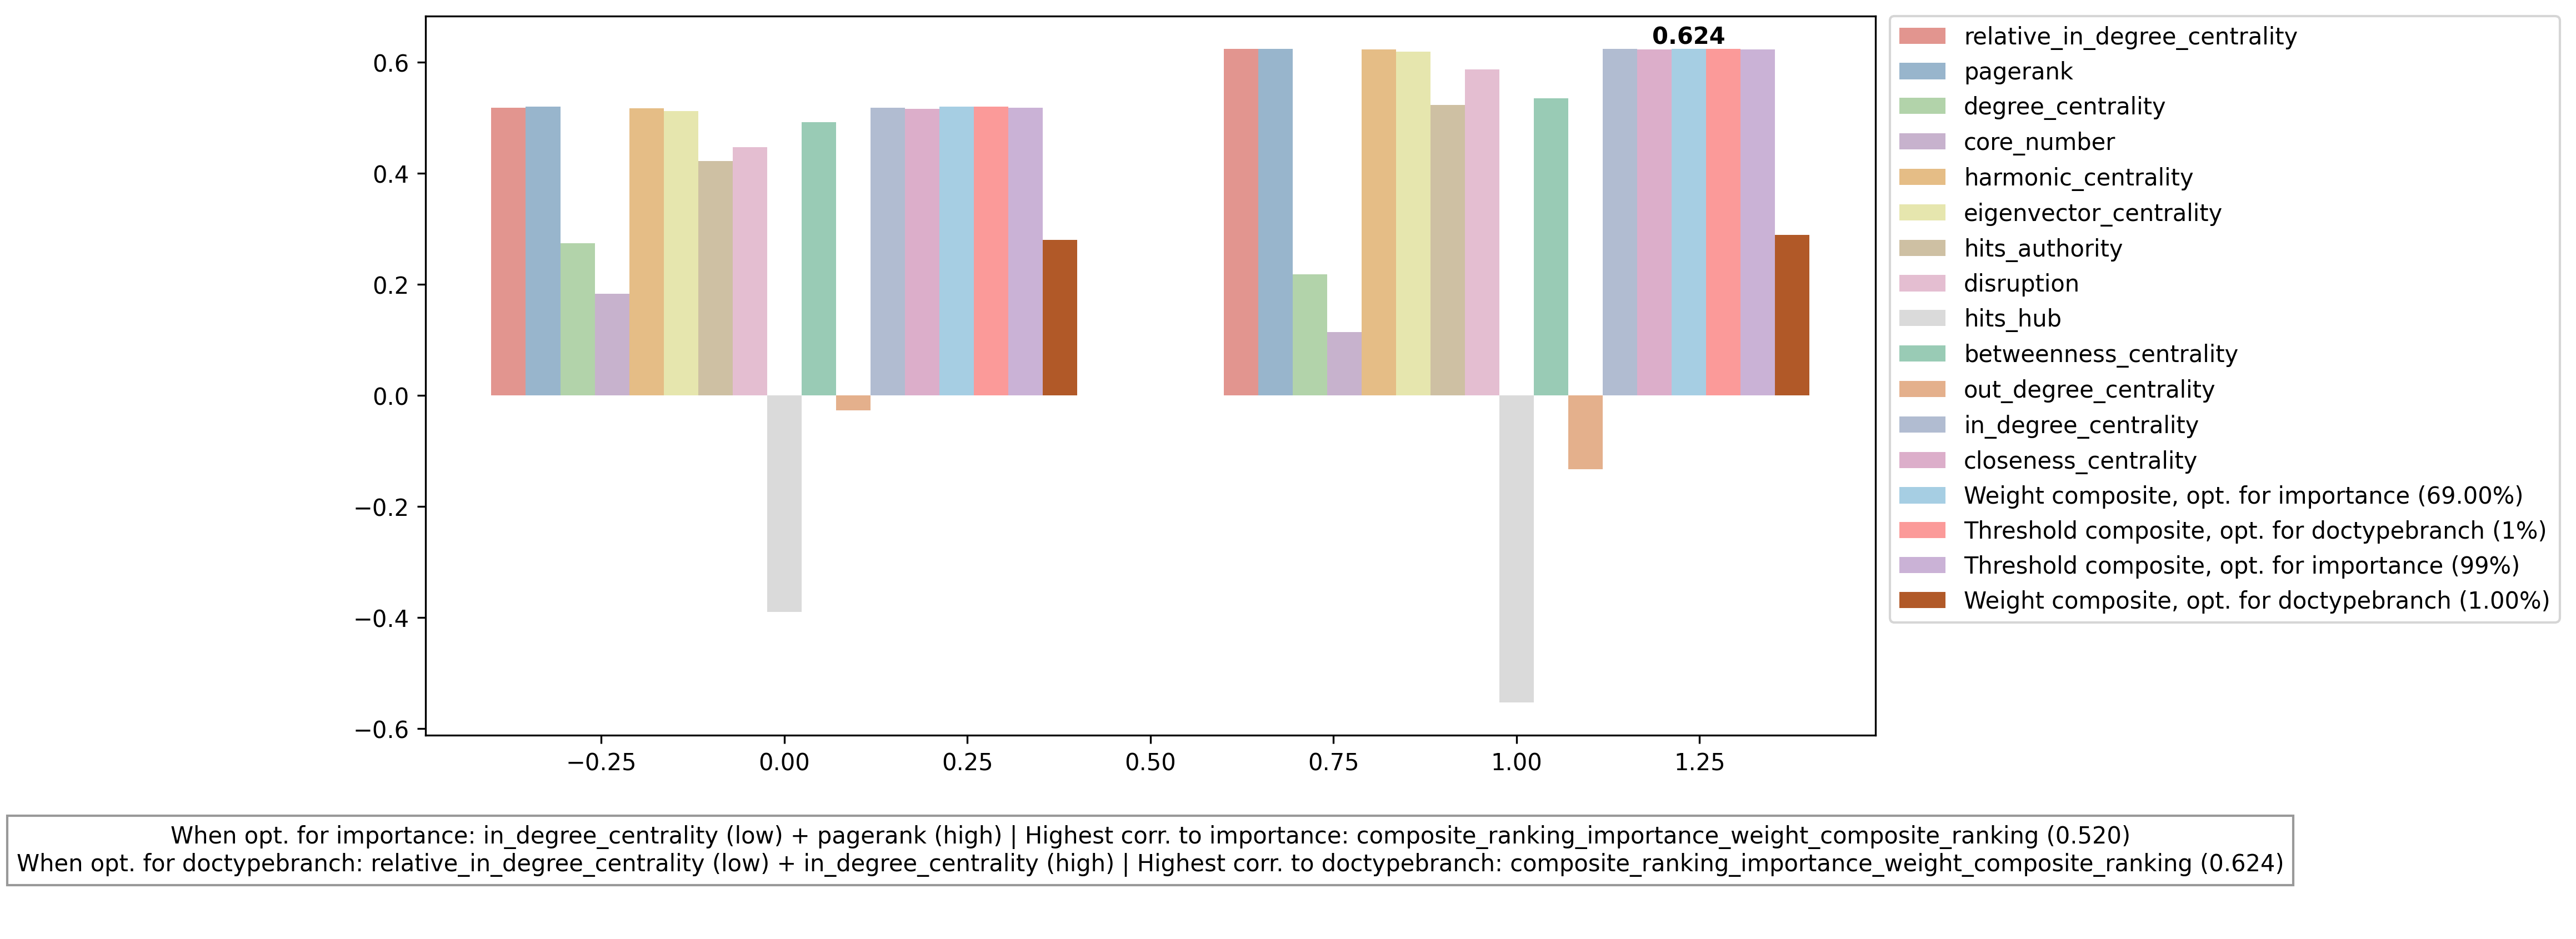 0.624
0.6
0.4
0.2
0.0
−0.2
−0.4
−0.6
−0.25
0.00
0.25
0.50
0.75
1.00
1.25
relative_in_degree_centrality
pagerank
degree_centrality
core_number
harmonic_centrality
eigenvector_centrality
hits_authority
disruption
hits_hub
betweenness_centrality
out_degree_centrality
in_degree_centrality
closeness_centrality
Weight composite, opt. for importance (69.00%)
Threshold composite, opt. for doctypebranch (1%)
Threshold composite, opt. for importance (99%)
Weight composite, opt. for doctypebranch (1.00%)
When opt. for importance: in_degree_centrality (low) + pagerank (high) | Highest corr. to importance: composite_ranking_importance_weight_composite_ranking (0.520)
When opt. for doctypebranch: relative_in_degree_centrality (low) + in_degree_centrality (high) | Highest corr. to doctypebranch: composite_ranking_importance_weight_composite_ranking (0.624)